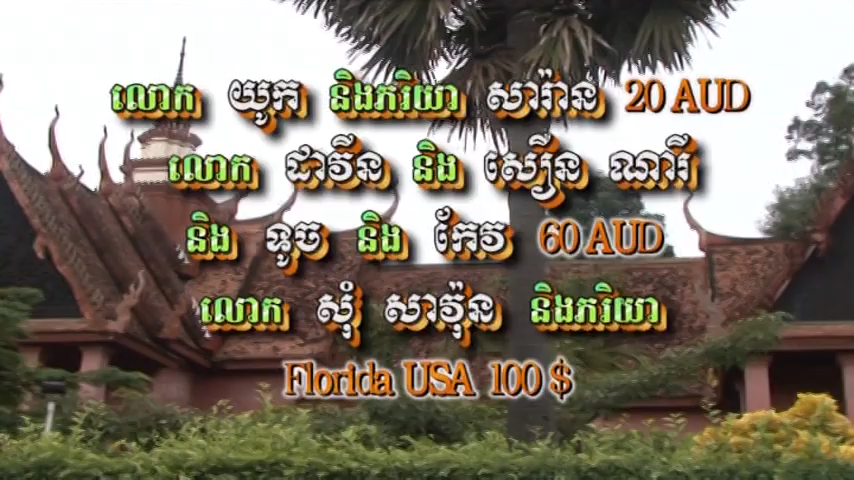 លោក យូក និងភរិយា សារ៉ាន់ 20 AUD
លោក ដាវីន និង សឿន ណារី
និង ទូច និង កែវ 60 AUD
លោក ស៊ុំ សាវ៉ុន និងភរិយា
Florida USA 100 $